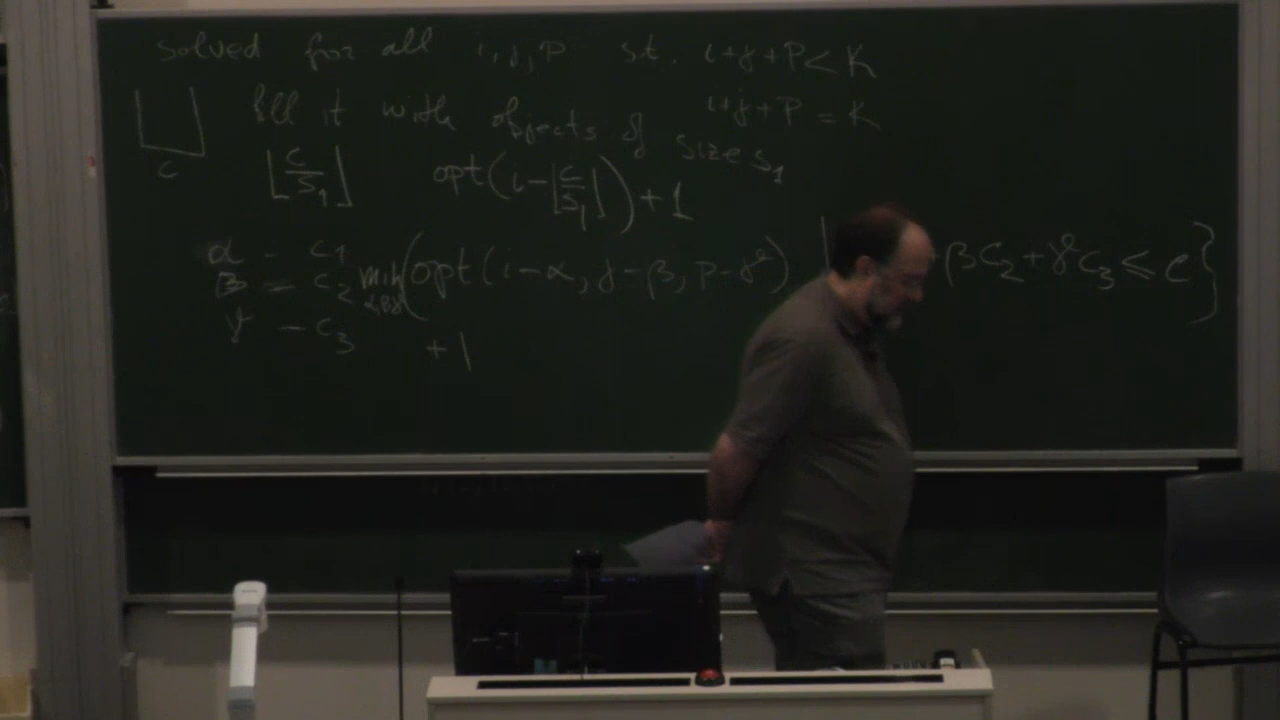 solved for all i, j, P st. i+j+P < K
fill it with objects of size s₁ i+j+P = K
c ⌊c/s₁⌋ opt(i-⌊c/s₁⌋)+1
α - c₁
β = c₂ min αβγ (opt(i-α, j-β, p-γ) | βc₂+γc₃ ≤ c}
γ - c₃ +1